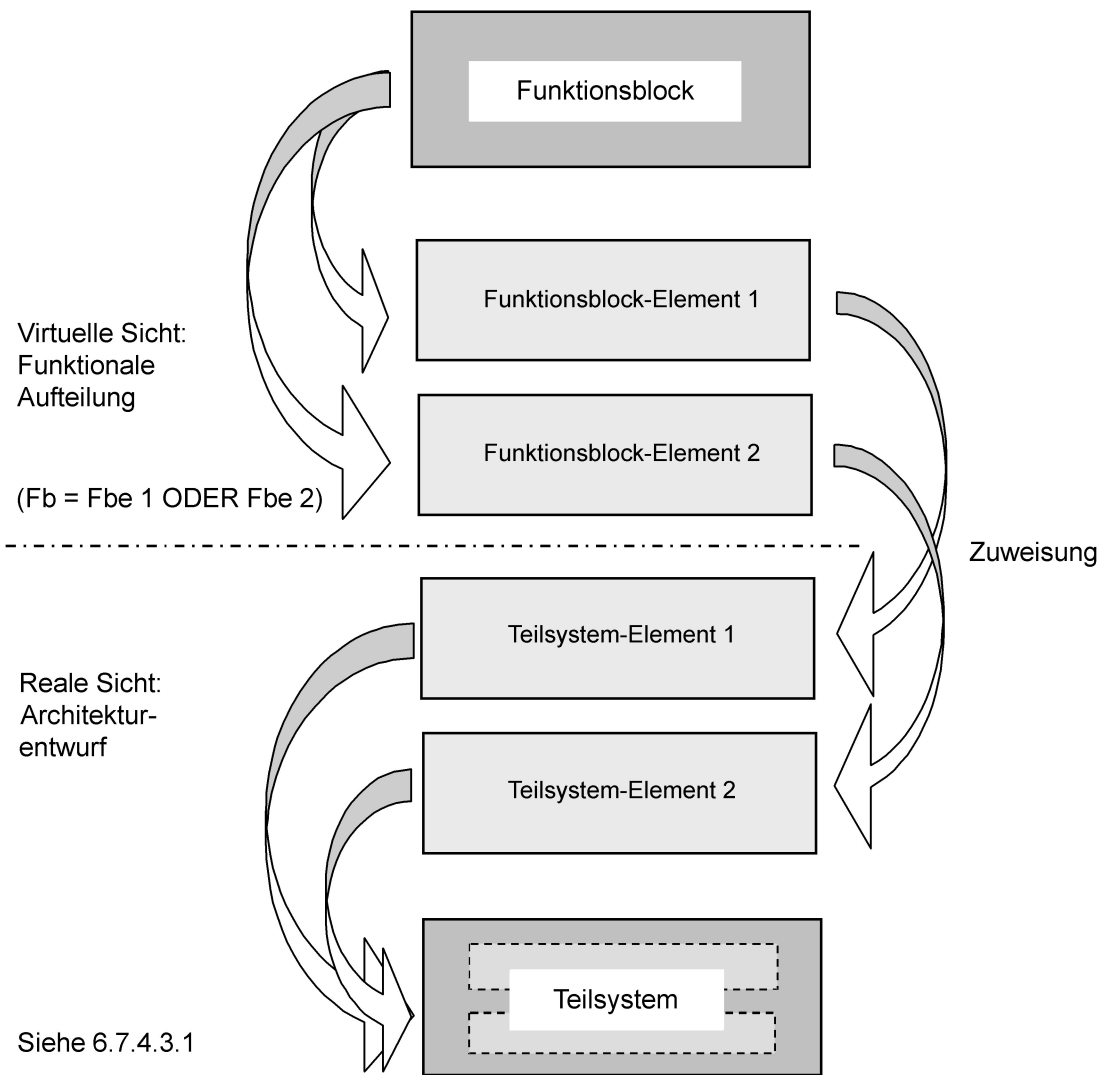 Funktionsblock
Funktionsblock-Element 1
Virtuelle Sicht:
Funktionale
Aufteilung
Funktionsblock-Element 2
(Fb = Fbe 1 ODER Fbe 2)
Zuweisung
Teilsystem-Element 1
Reale Sicht:
Architektur-
entwurf
Teilsystem-Element 2
Teilsystem
Siehe 6.7.4.3.1